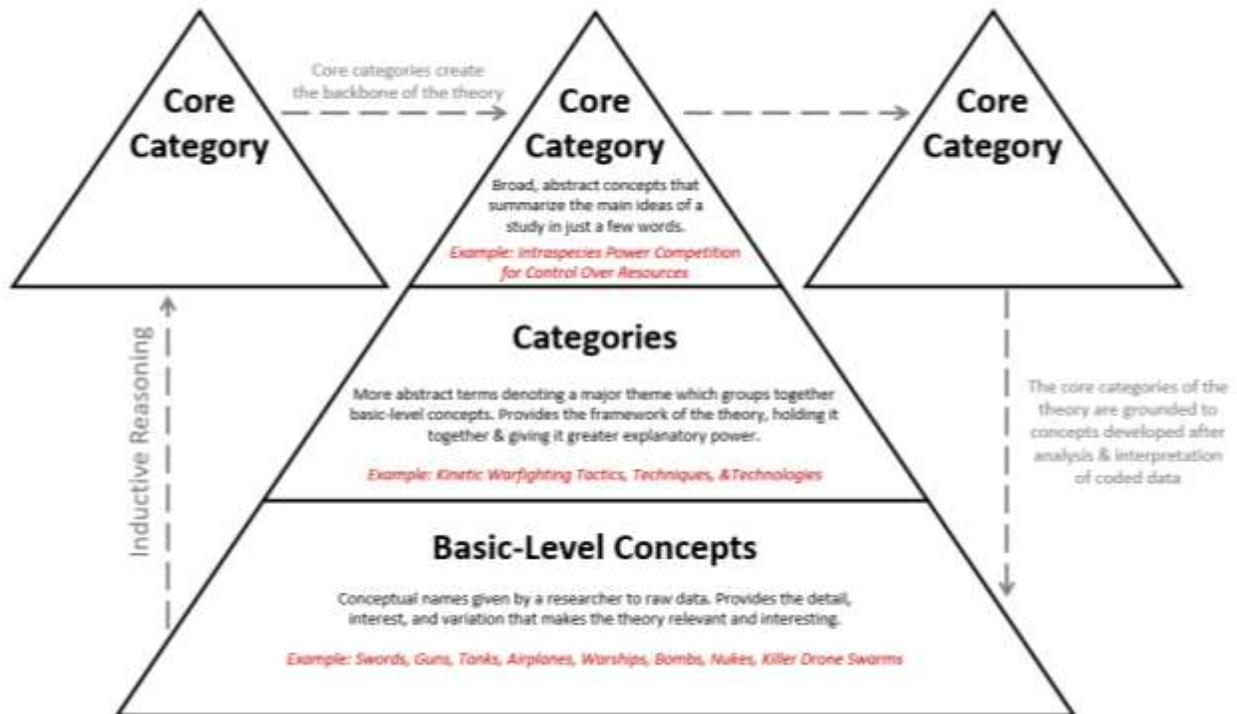 Core
Category
Core categories create
the backbone of the theory
Core
Category
Broad, abstract concepts that
summarize the main ideas of a
study in just a few words.
Example: Intraspecies Power Competition
for Control Over Resources
Core
Category
Inductive Reasoning
Categories
More abstract terms denoting a major theme which groups together
basic-level concepts. Provides the framework of the theory, holding it
together & giving it greater explanatory power.
Example: Kinetic Warfighting Tactics, Techniques, &Technologies
The core categories of the
theory are grounded to
concepts developed after
analysis & interpretation
of coded data
Basic-Level Concepts
Conceptual names given by a researcher to raw data. Provides the detail,
interest, and variation that makes the theory relevant and interesting.
Example: Swords, Guns, Tanks, Airplanes, Warships, Bombs, Nukes, Killer Drone Swarms